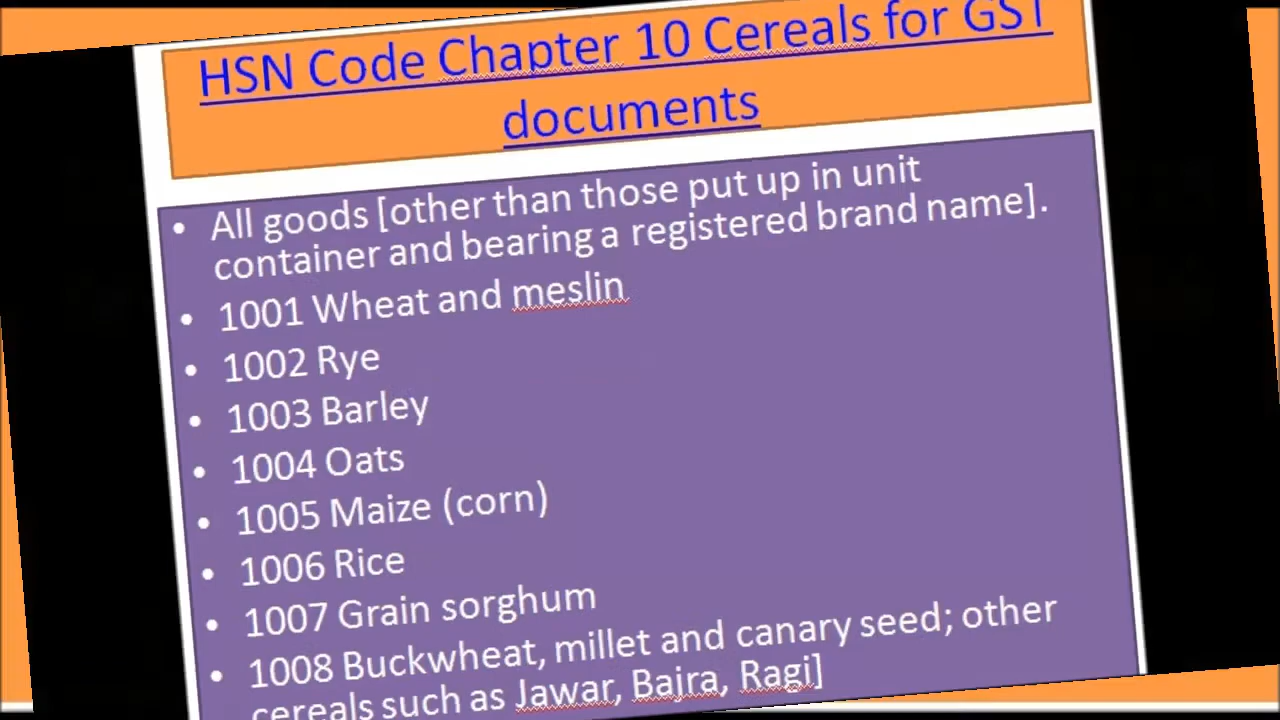 HSN Code Chapter 10 Cereals for GST
documents
• All goods [other than those put up in unit
container and bearing a registered brand name].
• 1001 Wheat and meslin
• 1002 Rye
• 1003 Barley
• 1004 Oats
• 1005 Maize (corn)
• 1006 Rice
• 1007 Grain sorghum
• 1008 Buckwheat, millet and canary seed; other
cereals such as Jawar, Bajra, Ragi]